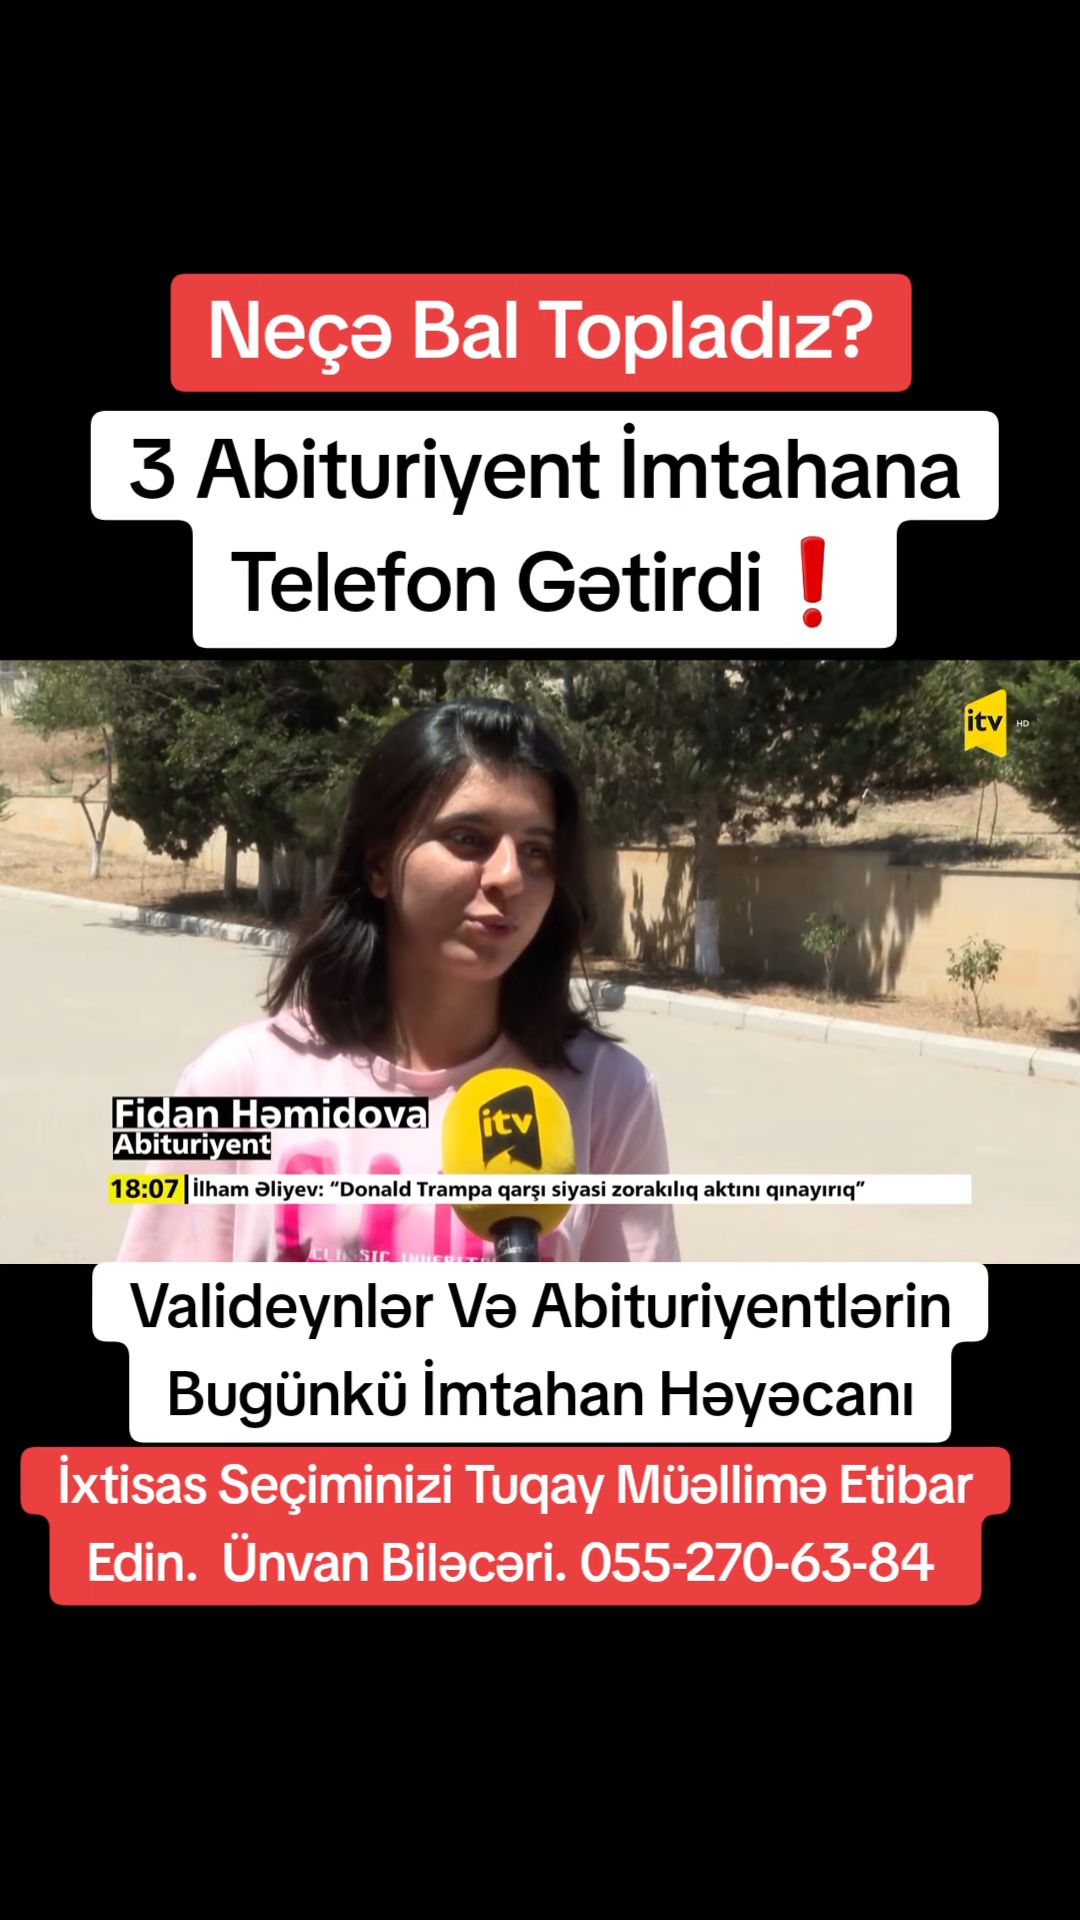 Neçə Bal Topladız?
3 Abituriyent İmtahana
Telefon Gətirdi❗
itv HD
itv
Fidan Həmidova
Abituriyent
18:07 İlham Əliyev: “Donald Trampa qarşı siyasi zorakılıq aktını qınayırıq”
Valideynlər Və Abituriyentlərin
Bugünkü İmtahan Həyəcanı
İxtisas Seçiminizi Tuqay Müəllimə Etibar
Edin. Ünvan Biləcəri. 055-270-63-84